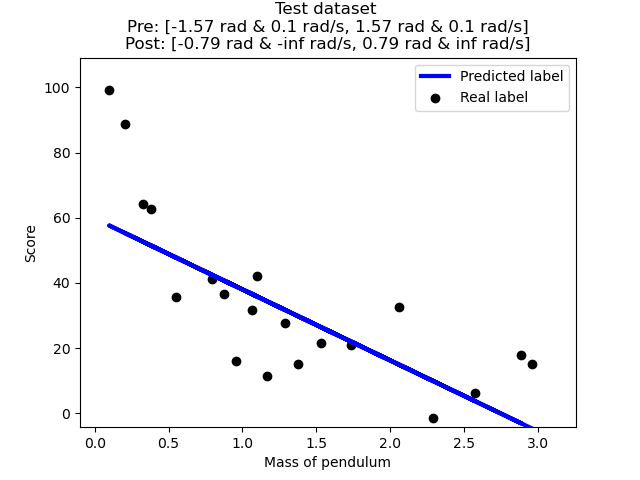 Test dataset
Pre: [-1.57 rad & 0.1 rad/s, 1.57 rad & 0.1 rad/s]
Post: [-0.79 rad & -inf rad/s, 0.79 rad & inf rad/s]
Predicted label
Real label
100
80
60
40
20
0
Score
0.0 0.5 1.0 1.5 2.0 2.5 3.0
Mass of pendulum